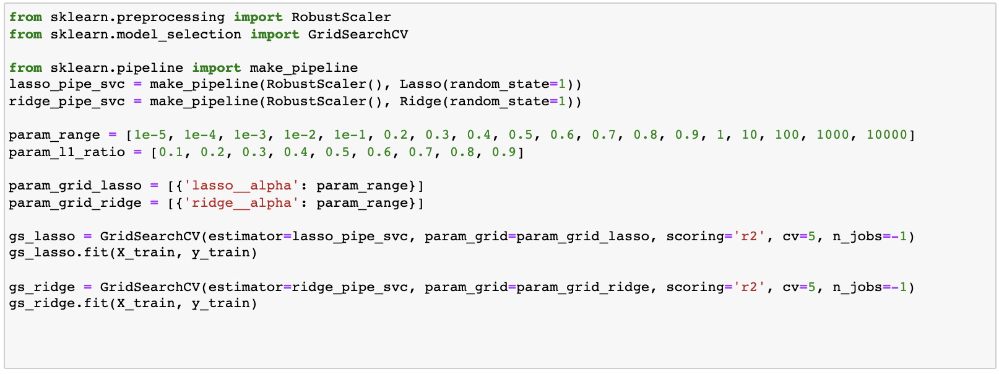 from sklearn.preprocessing import RobustScaler
from sklearn.model_selection import GridSearchCV
from sklearn.pipeline import make_pipeline
lasso_pipe_svc = make_pipeline(RobustScaler(), Lasso(random_state=1))
ridge_pipe_svc = make_pipeline(RobustScaler(), Ridge(random_state=1))
param_range = [1e-5, 1e-4, 1e-3, 1e-2, 1e-1, 0.2, 0.3, 0.4, 0.5, 0.6, 0.7, 0.8, 0.9, 1, 10, 100, 1000, 10000]
param_l1_ratio = [0.1, 0.2, 0.3, 0.4, 0.5, 0.6, 0.7, 0.8, 0.9]
param_grid_lasso = [{'lasso__alpha': param_range}]
param_grid_ridge = [{'ridge__alpha': param_range}]
gs_lasso = GridSearchCV(estimator=lasso_pipe_svc, param_grid=param_grid_lasso, scoring='r2', cv=5, n_jobs=-1)
gs_lasso.fit(X_train, y_train)
gs_ridge = GridSearchCV(estimator=ridge_pipe_svc, param_grid=param_grid_ridge, scoring='r2', cv=5, n_jobs=-1)
gs_ridge.fit(X_train, y_train)